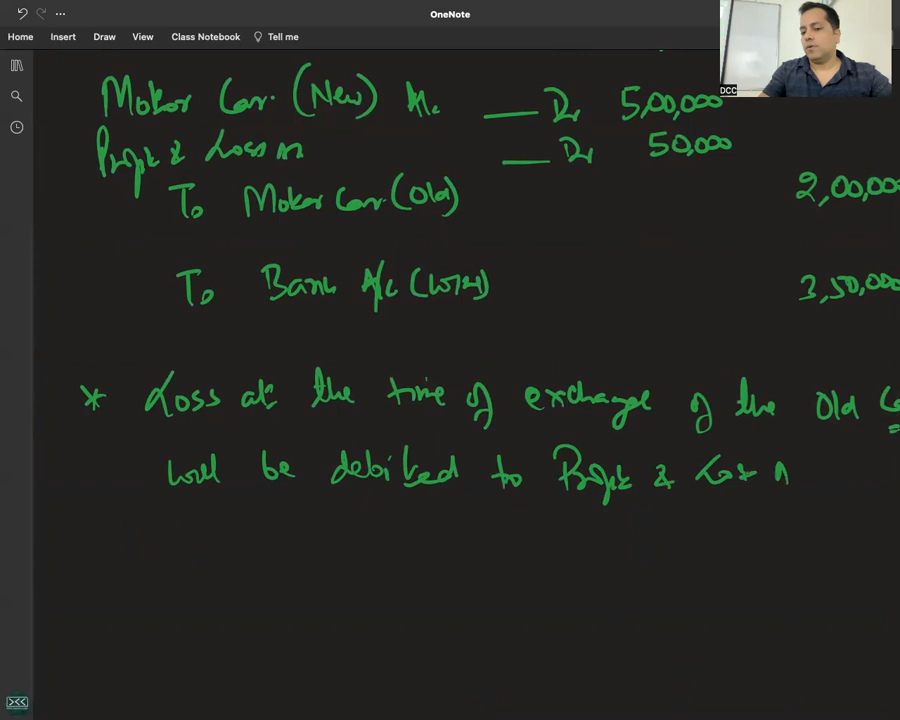 OneNote
Home Insert Draw View Class Notebook Tell me
DCC
Motor Car (New) A/c — Dr 5,00,000
Profit & Loss A/c — Dr 50,000
To Motor Car (Old) 2,00,000
To Bank A/c 3,50,000
* Loss at the time of exchange of the Old
will be debited to Profit & Loss A